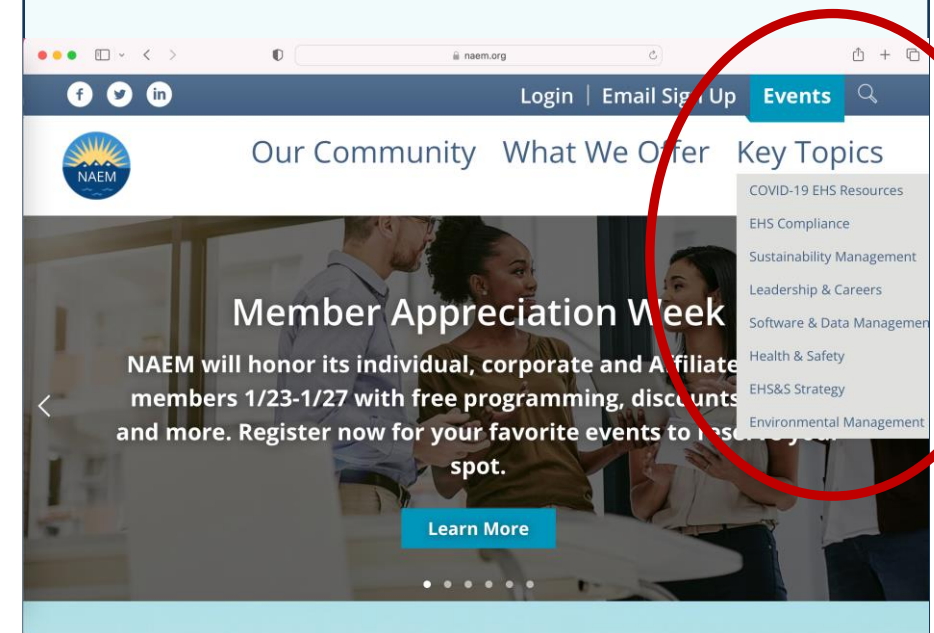 naem.org
f in
Login | Email Sign Up Events
NAEM
Our Community What We Offer Key Topics
COVID-19 EHS Resources
EHS Compliance
Sustainability Management
Leadership & Careers
Software & Data Managemen
Health & Safety
EHS&S Strategy
Environmental Management
Member Appreciation Week
NAEM will honor its individual, corporate and Affiliate
members 1/23-1/27 with free programming, discounts
and more. Register now for your favorite events to reserve your
spot.
Learn More